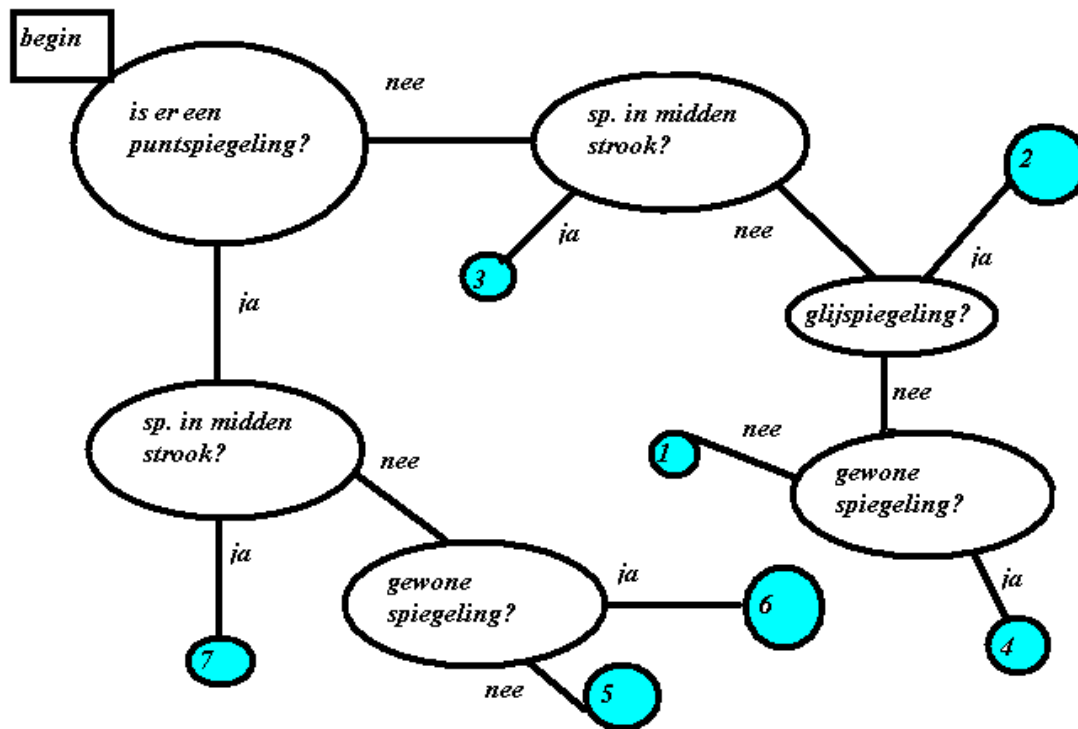 begin
is er een
puntspiegeling?
nee
sp. in midden
strook?
2
ja
nee
ja
3
ja
glijspiegeling?
nee
sp. in midden
strook?
nee
1
nee
gewone
spiegeling?
ja
gewone
spiegeling?
ja
6
ja
4
7
nee
5